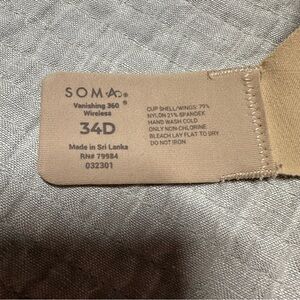 SOMA®
Vanishing 360®
Wireless
34D
Made in Sri Lanka
RN# 79984
032301
CUP SHELL/WINGS: 79%
NYLON 21% SPANDEX
HAND WASH COLD
ONLY NON-CHLORINE
BLEACH LAY FLAT TO DRY
DO NOT IRON